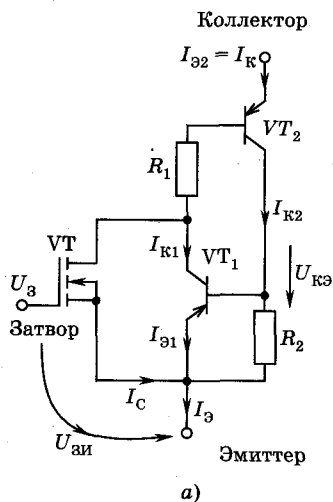 Коллектор
I_Э2 = I_К
VT_2
R_1
I_К2
VT
I_К1
VT_1
U_КЭ
U_З
Затвор
I_Э1
R_2
I_С
I_Э
U_ЗИ
Эмиттер
а)